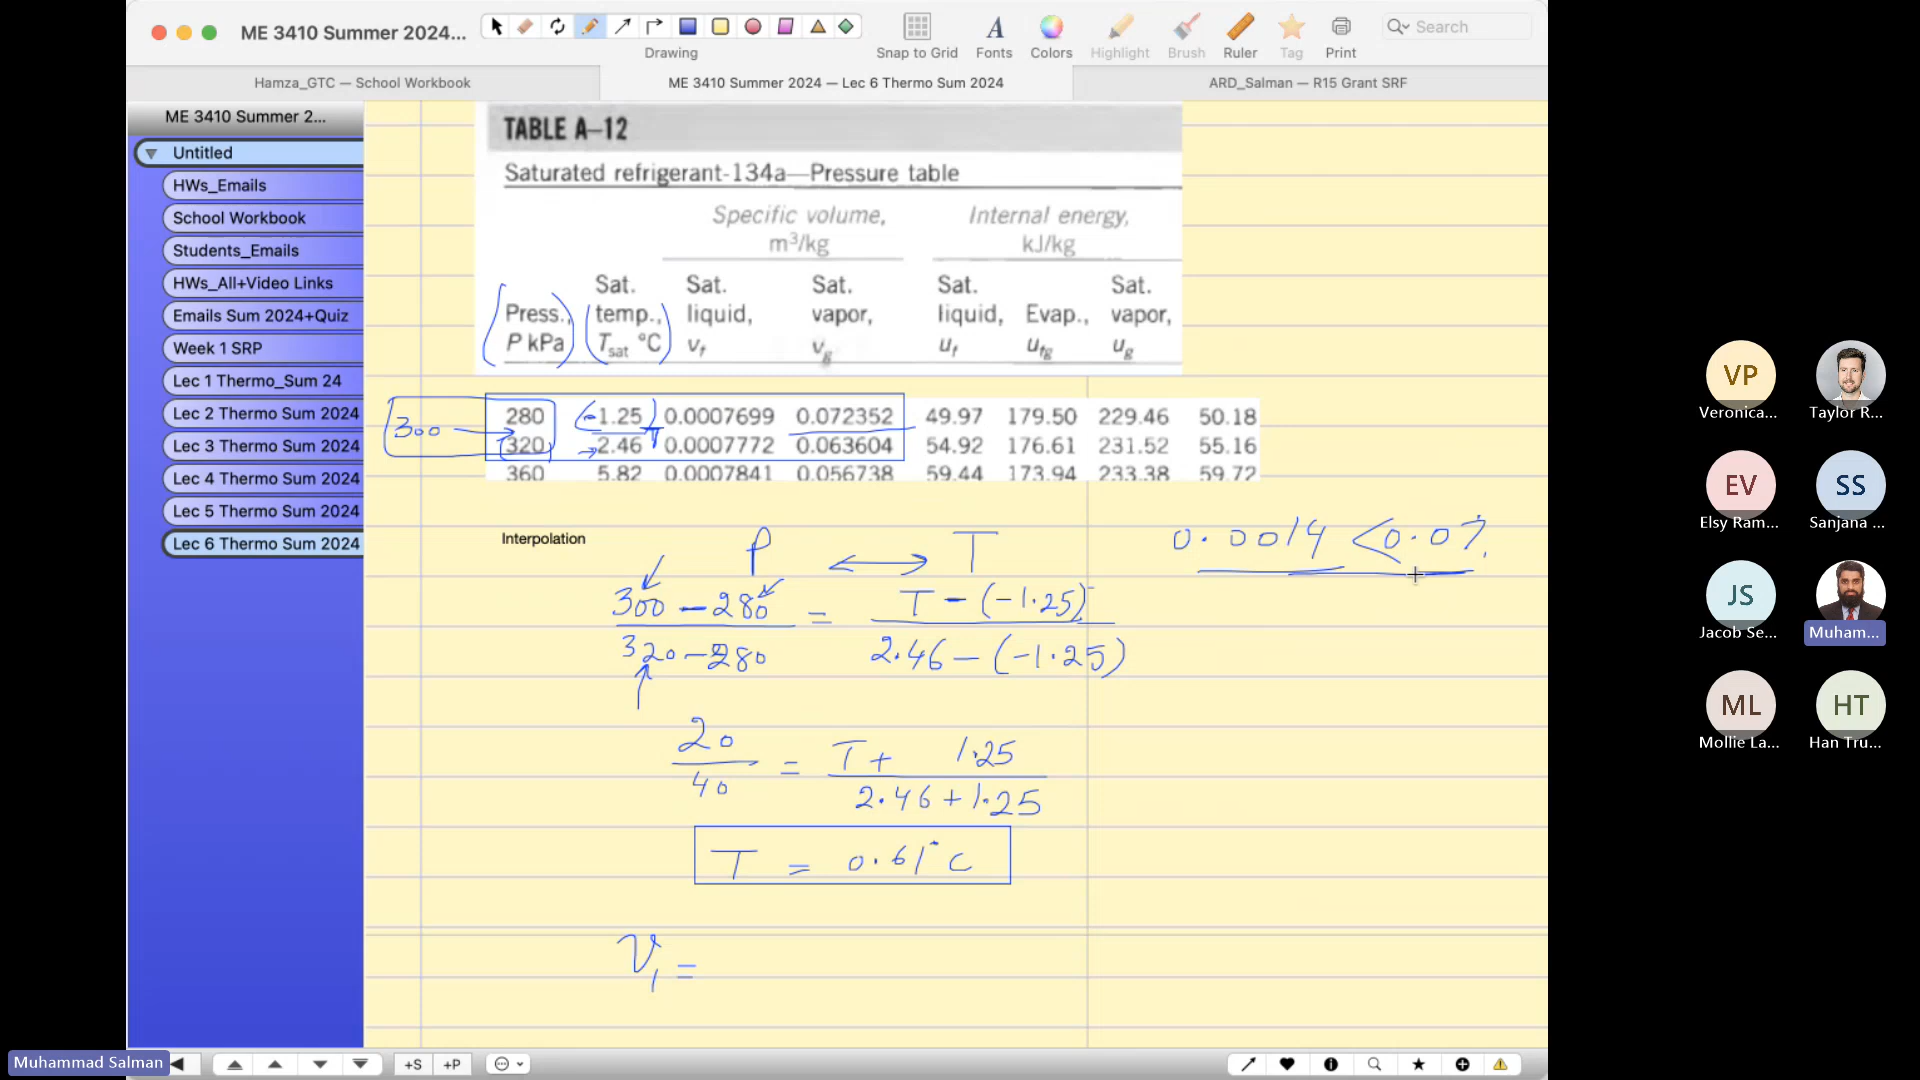 ME 3410 Summer 2024...
Drawing
Snap to Grid
Fonts
Colors
Highlight
Brush
Ruler
Tag
Print
Search
Hamza_GTC — School Workbook
ME 3410 Summer 2024 — Lec 6 Thermo Sum 2024
ARD_Salman — R15 Grant SRF
ME 3410 Summer 2...
Untitled
HWs_Emails
School Workbook
Students_Emails
HWs_All+Video Links
Emails Sum 2024+Quiz
Week 1 SRP
Lec 1 Thermo_Sum 24
Lec 2 Thermo Sum 2024
Lec 3 Thermo Sum 2024
Lec 4 Thermo Sum 2024
Lec 5 Thermo Sum 2024
Lec 6 Thermo Sum 2024
TABLE A–12
Saturated refrigerant-134a—Pressure table
Specific volume, Internal energy,
m³/kg kJ/kg
Sat. Sat. Sat. Sat. Sat.
Press., temp., liquid, vapor, liquid, Evap., vapor,
P kPa Tsat °C vf vg uf ufg ug
300 280 -1.25 0.0007699 0.072352 49.97 179.50 229.46 50.18
320 2.46 0.0007772 0.063604 54.92 176.61 231.52 55.16
360 5.82 0.0007841 0.056738 59.44 173.94 233.38 59.72
Interpolation P ↔ T
0.0014 < 0.07
300 - 280 = T - (-1.25)
320 - 280 2.46 - (-1.25)
20 = T + 1.25
40 2.46 + 1.25
T = 0.61°C
V1 =
VP
Veronica...
Taylor R...
EV
Elsy Ram...
SS
Sanjana ...
JS
Jacob Se...
Muham...
ML
Mollie La...
HT
Han Tru...
Muhammad Salman
+S
+P